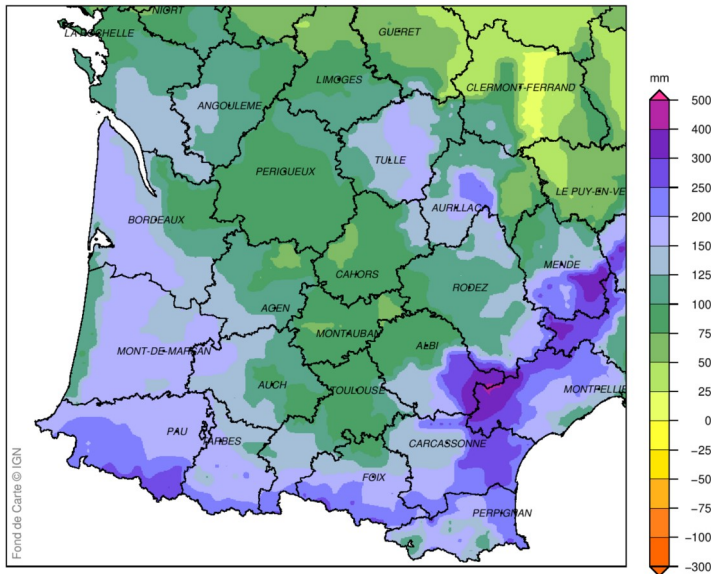 NIORT
LA ROCHELLE
GUERET
LIMOGES
CLERMONT-FERRAND
ANGOULEME
TULLE
PERIGUEUX
LE PUY-EN-VE
AURILLAC
BORDEAUX
MENDE
CAHORS
RODEZ
AGEN
MONTAUBAN
ALBI
MONT-DE-MARSAN
AUCH
TOULOUSE
MONTPELLIE
PAU
TARBES
CARCASSONNE
FOIX
PERPIGNAN
Fond de Carte © IGN
mm
500
400
300
250
200
150
125
100
75
50
25
0
−25
−50
−75
−100
−300